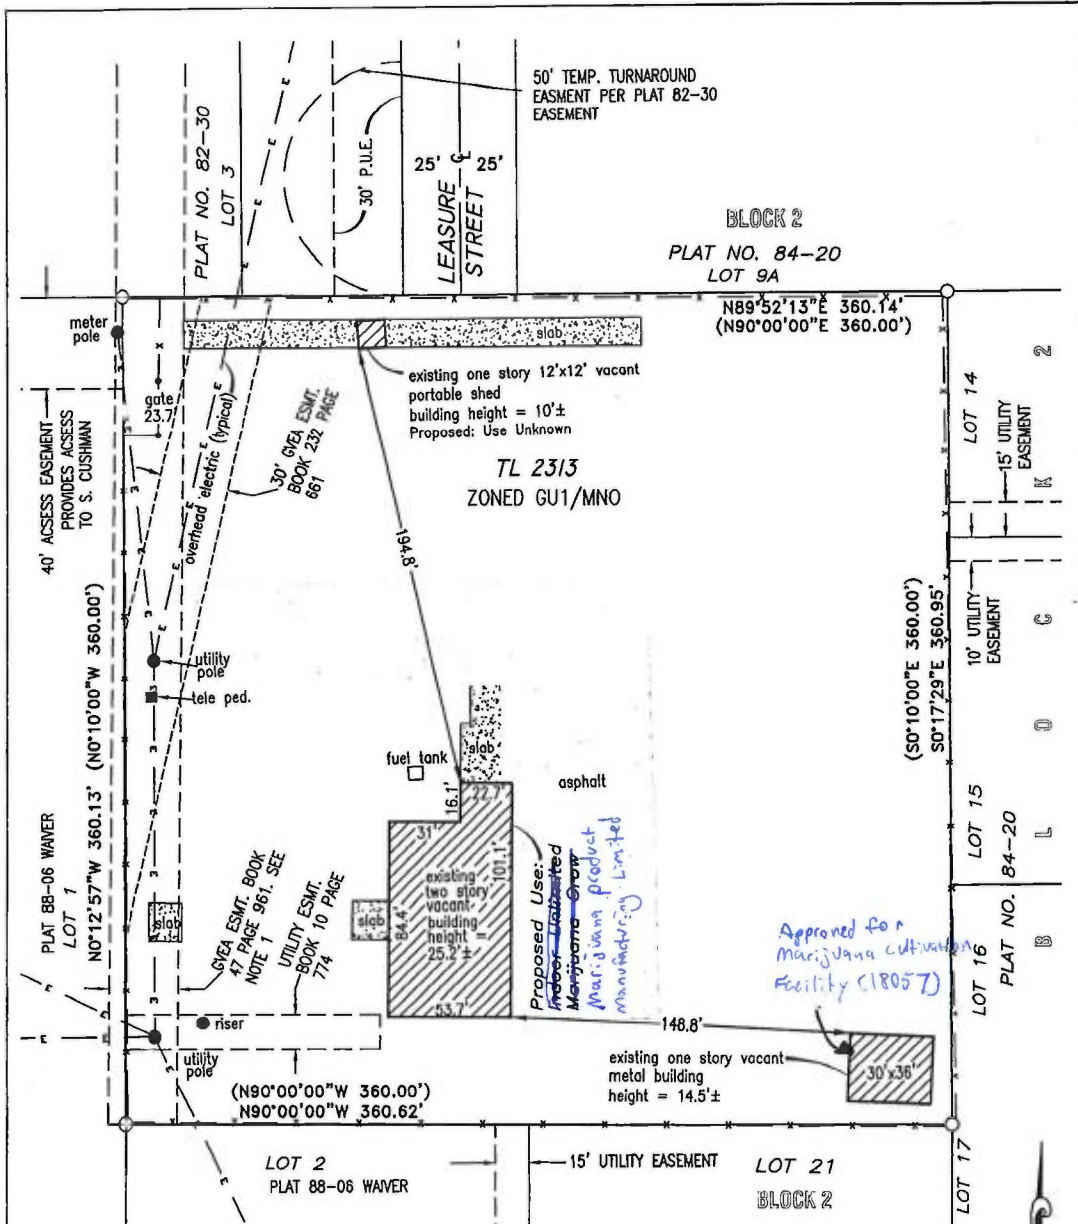 50' TEMP. TURNAROUND
EASMENT PER PLAT 82-30
EASEMENT
PLAT NO. 82-30
LOT 3
30' P.U.E.
25' ℄ 25'
LEASURE
STREET
BLOCK 2
PLAT NO. 84-20
LOT 9A
N89°52'13"E 360.14'
(N90°00'00"E 360.00')
meter
pole
gate
23.7'
slab
existing one story 12'x12' vacant
portable shed
building height = 10'±
Proposed: Use Unknown
TL 2313
ZONED GU1/MNO
40' ACSESS EASEMENT
PROVIDES ACSESS
TO S. CUSHMAN
overhead electric (typical)
30' GVEA ESMT.
BOOK 232 PAGE
661
194.8'
LOT 14
15' UTILITY
EASEMENT
10' UTILITY
EASEMENT
BLOCK 2
(S0°10'00"E 360.00')
S0°17'29"E 360.95'
N0°12'57"W 360.13' (N0°10'00"W 360.00')
utility
pole
tele ped.
fuel tank
slab
asphalt
16.1'
22.7'
31'
101.1'
84.4'
53.7'
existing
two story
vacant
building
height =
25.2'±
slab
slab
Proposed Use:
Indoor Unlimited
Marijuana Grow
Marijuana product
Manufacturing Limited
Approved for
Marijuana cultivation
Facility (18057)
PLAT 88-06 WAIVER
LOT 1
GVEA ESMT. BOOK
47 PAGE 961. SEE
NOTE 1
UTILITY ESMT.
BOOK 10 PAGE
774
riser
utility
pole
148.8'
existing one story vacant
metal building
height = 14.5'±
30'x36'
LOT 15
LOT 16
PLAT NO. 84-20
(N90°00'00"W 360.00')
N90°00'00"W 360.62'
LOT 2
PLAT 88-06 WAIVER
15' UTILITY EASEMENT
LOT 21
BLOCK 2
LOT 17